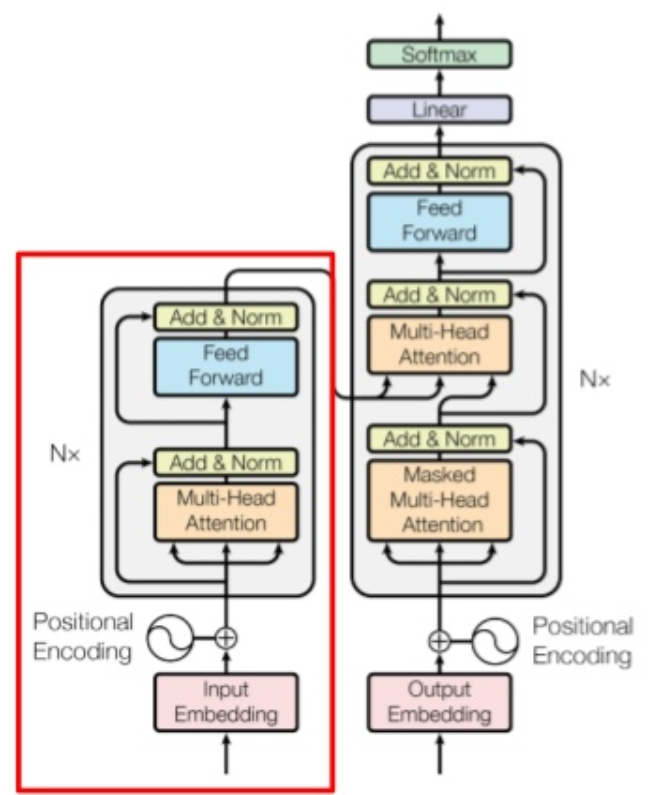 Softmax
Linear
Add & Norm
Feed
Forward
Add & Norm
Multi-Head
Attention
Nx
Add & Norm
Masked
Multi-Head
Attention
Positional
Encoding
Output
Embedding
Add & Norm
Feed
Forward
Nx
Add & Norm
Multi-Head
Attention
Positional
Encoding
Input
Embedding